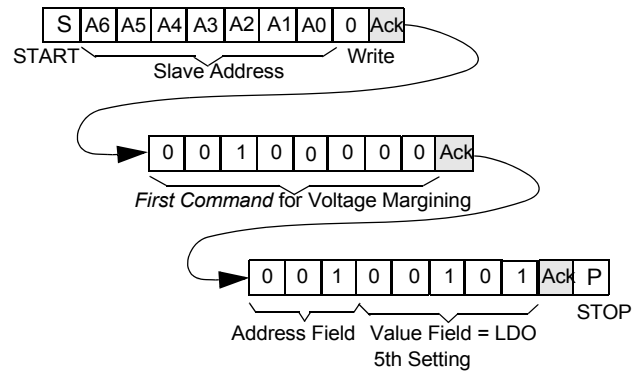 S A6 A5 A4 A3 A2 A1 A0 0 Ack
START Slave Address Write
0 0 1 0 0 0 0 0 Ack
First Command for Voltage Margining
0 0 1 0 0 1 0 1 Ack P
STOP
Address Field Value Field = LDO
5th Setting